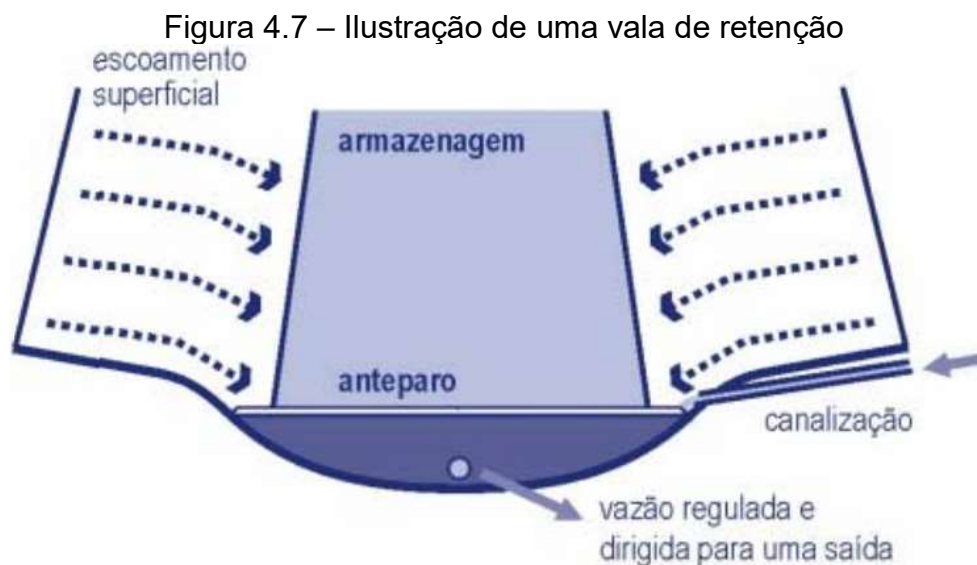 Figura 4.7 – Ilustração de uma vala de retenção
escoamento
superficial
armazenagem
anteparo
canalização
vazão regulada e
dirigida para uma saída